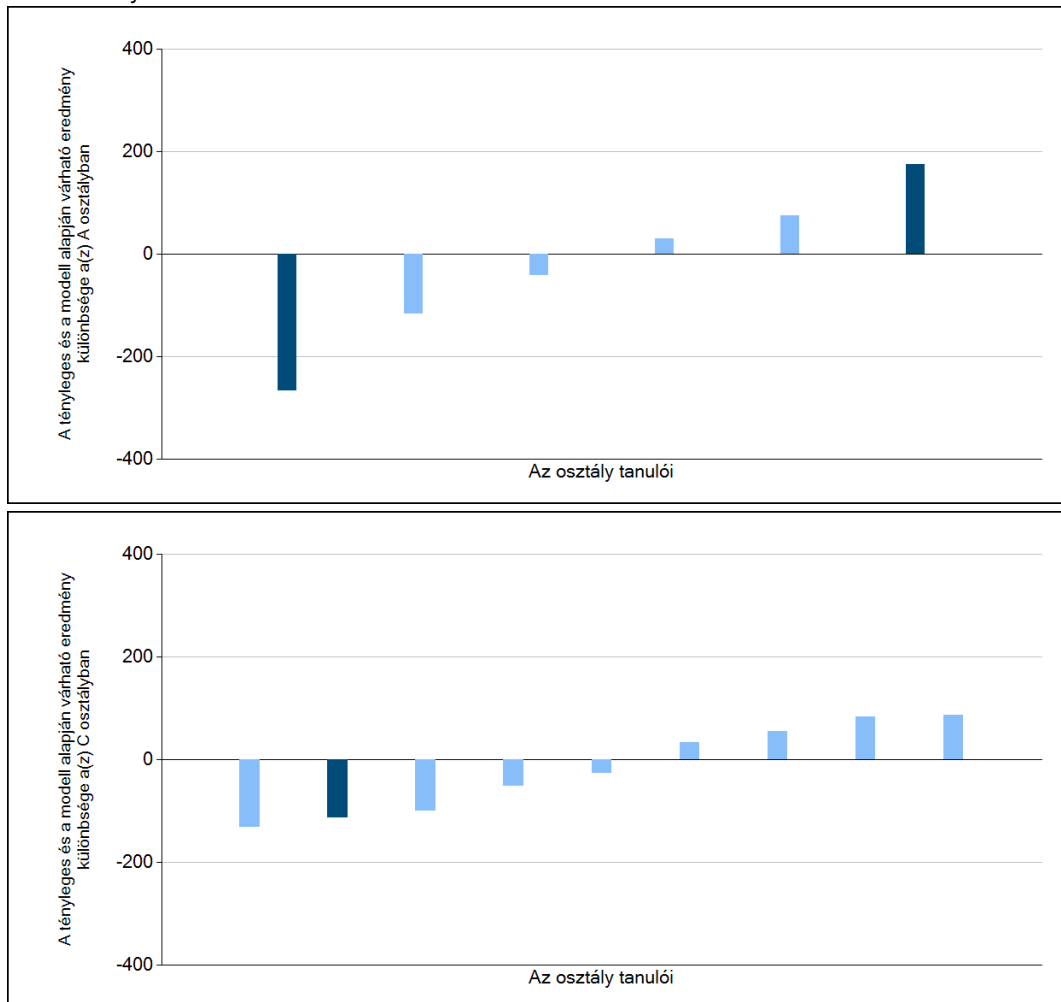 400
200
0
-200
-400
A tényleges és a modell alapján várható eredmény
különbsége a(z) A osztályban
Az osztály tanulói
400
200
0
-200
-400
A tényleges és a modell alapján várható eredmény
különbsége a(z) C osztályban
Az osztály tanulói